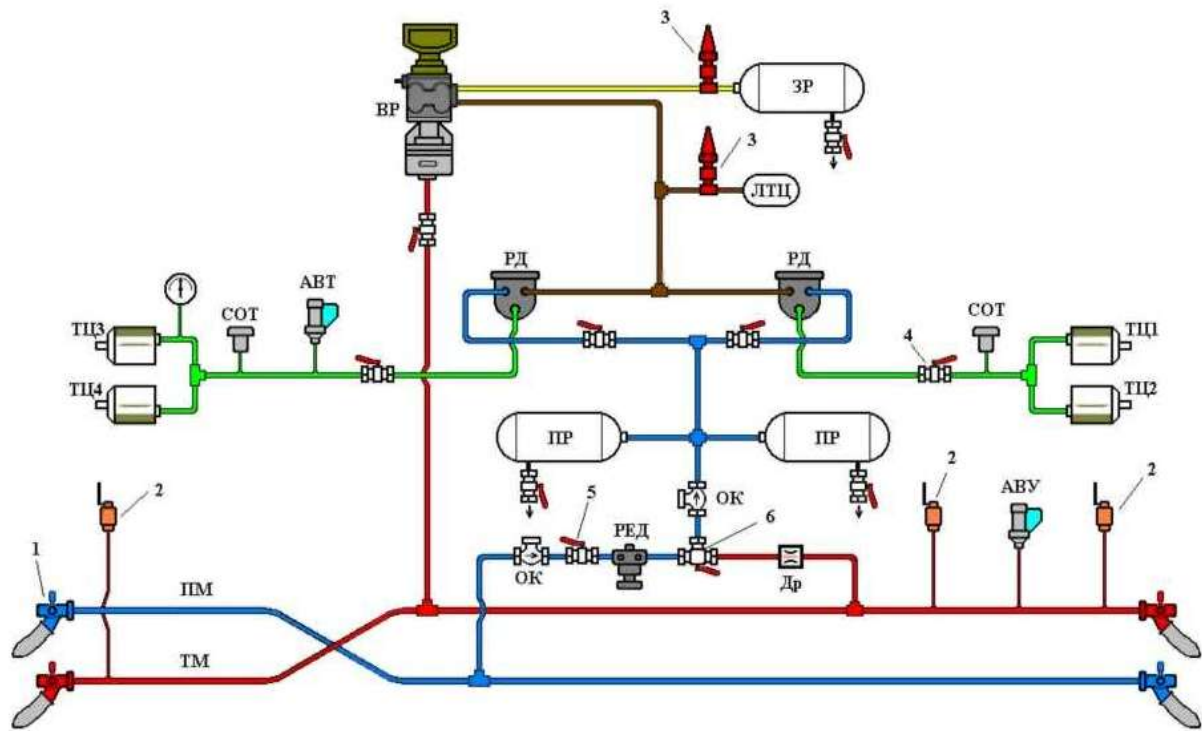 3
ВР
ЗР
3
ЛТЦ
РД
РД
АВТ
СОТ
СОТ
ТЦ3
ТЦ1
4
ТЦ4
ТЦ2
ПР
ПР
2
2
АВУ
2
ОК
5
6
РЕД
1
ОК
Др
ПМ
ТМ